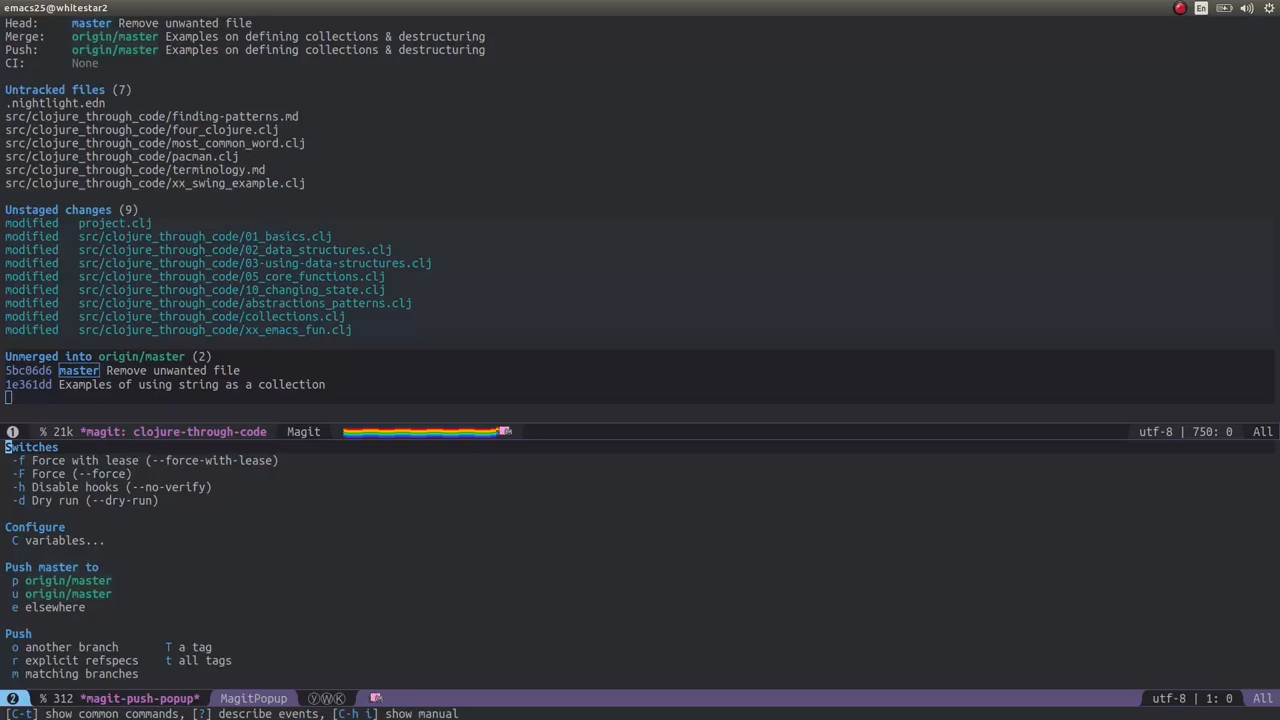 emacs25@whitestar2 En
Head: master Remove unwanted file
Merge: origin/master Examples on defining collections & destructuring
Push: origin/master Examples on defining collections & destructuring
CI: None
Untracked files (7)
.nightlight.edn
src/clojure_through_code/finding-patterns.md
src/clojure_through_code/four_clojure.clj
src/clojure_through_code/most_common_word.clj
src/clojure_through_code/pacman.clj
src/clojure_through_code/terminology.md
src/clojure_through_code/xx_swing_example.clj
Unstaged changes (9)
modified project.clj
modified src/clojure_through_code/01_basics.clj
modified src/clojure_through_code/02_data_structures.clj
modified src/clojure_through_code/03-using-data-structures.clj
modified src/clojure_through_code/05_core_functions.clj
modified src/clojure_through_code/10_changing_state.clj
modified src/clojure_through_code/abstractions_patterns.clj
modified src/clojure_through_code/collections.clj
modified src/clojure_through_code/xx_emacs_fun.clj
Unmerged into origin/master (2)
5bc06d6 master Remove unwanted file
1e361dd Examples of using string as a collection
① % 21k *magit: clojure-through-code Magit utf-8 | 750: 0 All
Switches
-f Force with lease (--force-with-lease)
-F Force (--force)
-h Disable hooks (--no-verify)
-d Dry run (--dry-run)
Configure
C variables...
Push master to
p origin/master
u origin/master
e elsewhere
Push
o another branch T a tag
r explicit refspecs t all tags
m matching branches
② % 312 *magit-push-popup* MagitPopup ⓨⓌⓀ utf-8 | 1: 0 All
[C-t] show common commands, [?] describe events, [C-h i] show manual